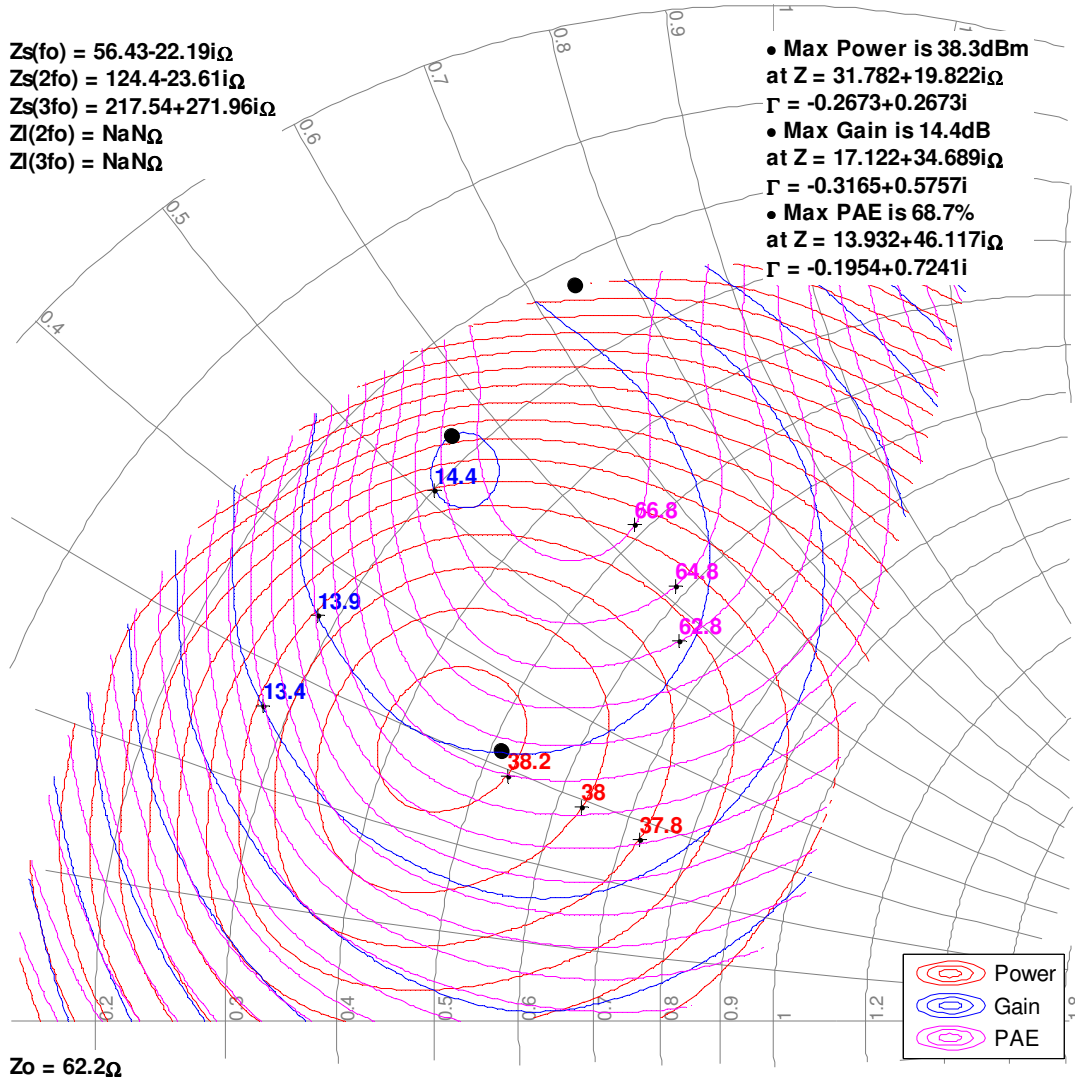 Zs(fo) = 56.43-22.19iΩ
Zs(2fo) = 124.4-23.61iΩ
Zs(3fo) = 217.54+271.96iΩ
Zl(2fo) = NaNΩ
Zl(3fo) = NaNΩ
● Max Power is 38.3dBm
at Z = 31.782+19.822iΩ
Γ = -0.2673+0.2673i
● Max Gain is 14.4dB
at Z = 17.122+34.689iΩ
Γ = -0.3165+0.5757i
● Max PAE is 68.7%
at Z = 13.932+46.117iΩ
Γ = -0.1954+0.7241i
0.4
0.5
0.6
0.7
0.8
0.9
1
14.4
66.8
64.8
13.9
62.8
13.4
38.2
38
37.8
0.2
0.3
0.4
0.5
0.6
0.7
0.8
0.9
1
1.2
1.8
Power
Gain
PAE
Zo = 62.2Ω